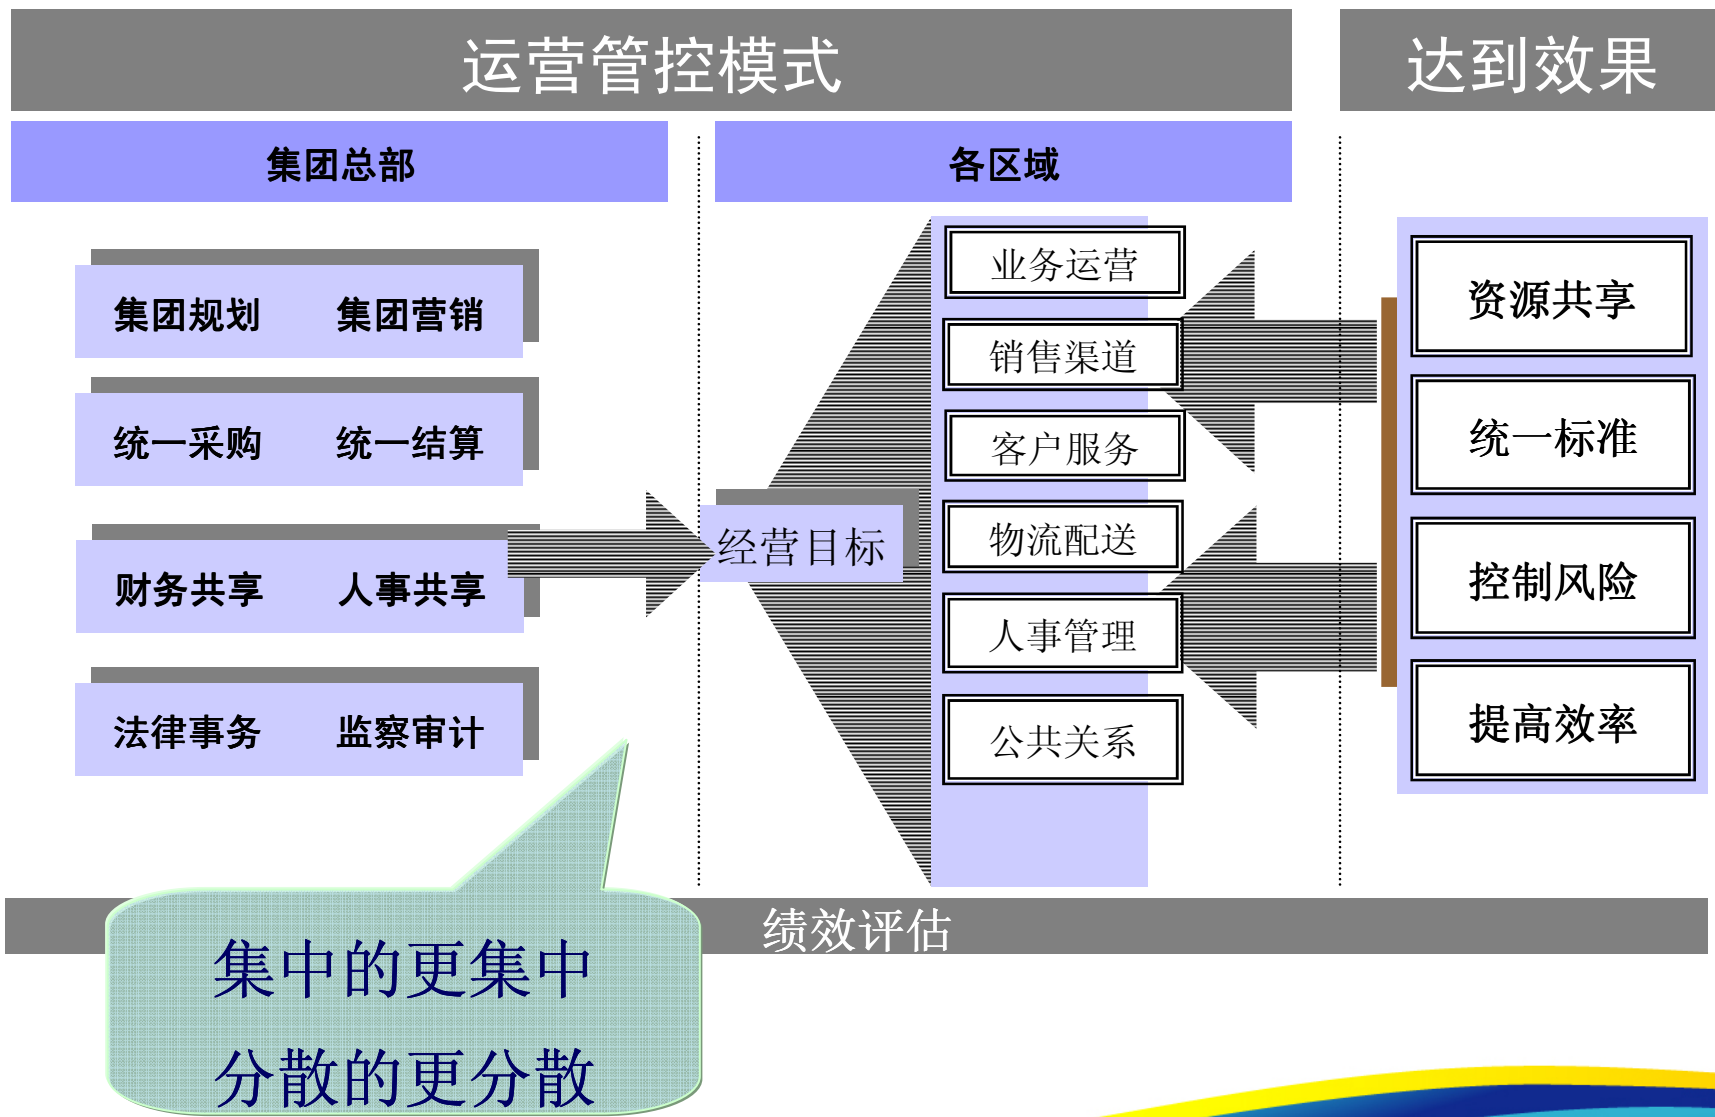 运营管控模式
达到效果
集团总部
各区域
集团规划 集团营销
统一采购 统一结算
财务共享 人事共享
法律事务 监察审计
经营目标
业务运营
销售渠道
客户服务
物流配送
人事管理
公共关系
资源共享
统一标准
控制风险
提高效率
绩效评估
集中的更集中
分散的更分散